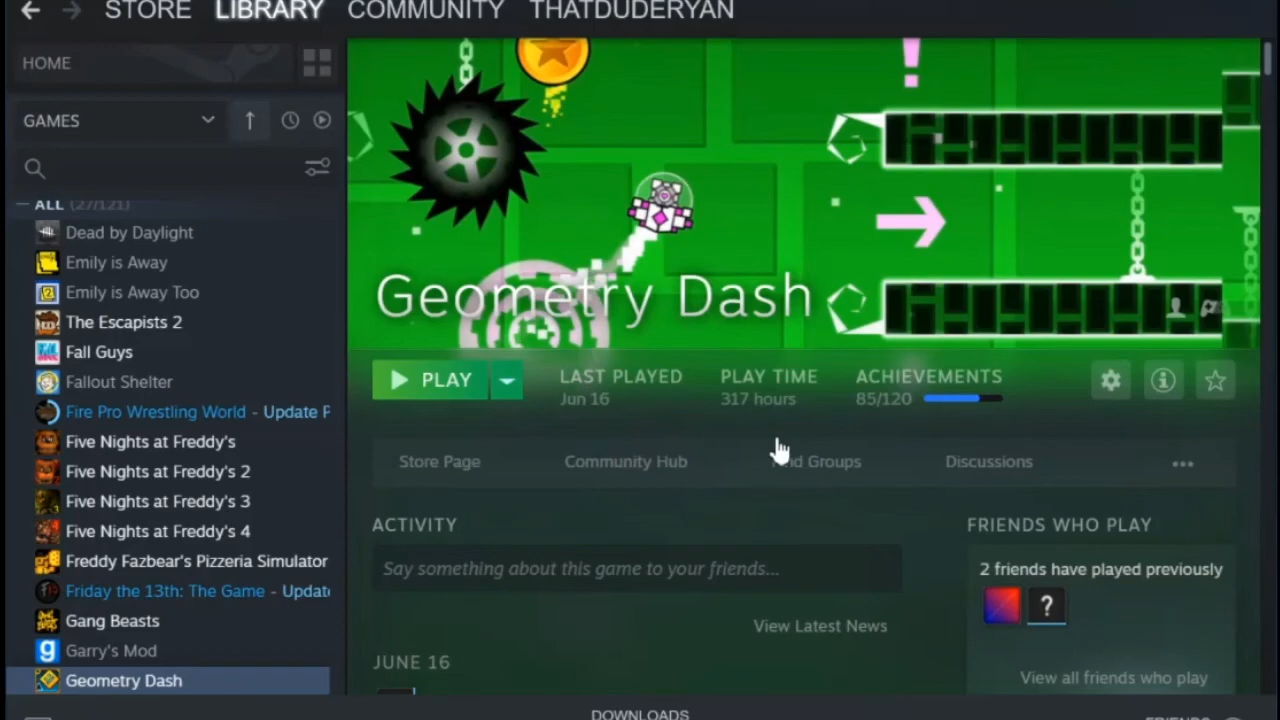 STORE LIBRARY COMMUNITY THATDUDERYAN
HOME
GAMES
ALL (27/121)
Dead by Daylight
Emily is Away
Emily is Away Too
The Escapists 2
Fall Guys
Fallout Shelter
Fire Pro Wrestling World - Update P
Five Nights at Freddy's
Five Nights at Freddy's 2
Five Nights at Freddy's 3
Five Nights at Freddy's 4
Freddy Fazbear's Pizzeria Simulator
Friday the 13th: The Game - Updat
Gang Beasts
Garry's Mod
Geometry Dash
Geometry Dash
PLAY
LAST PLAYED
Jun 16
PLAY TIME
317 hours
ACHIEVEMENTS
85/120
Store Page Community Hub Groups Discussions
ACTIVITY
Say something about this game to your friends...
View Latest News
JUNE 16
FRIENDS WHO PLAY
2 friends have played previously
?
View all friends who play
DOWNLOADS